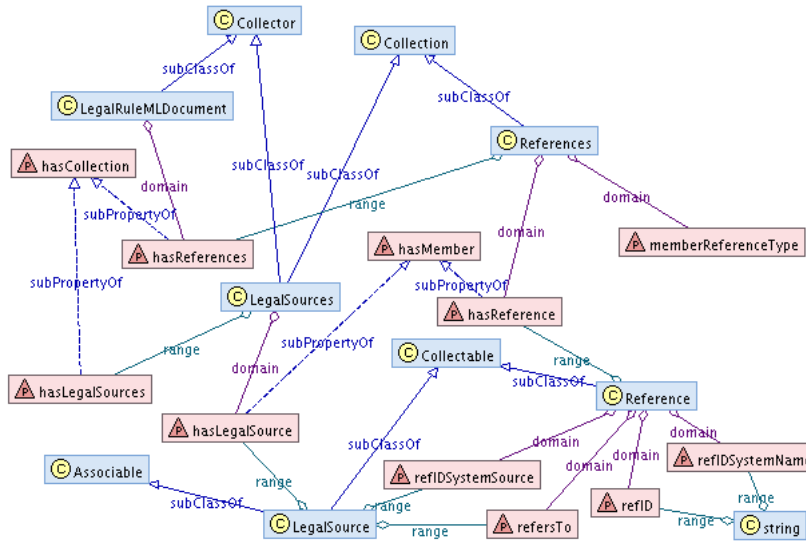 C Collector
C Collection
subClassOf
subClassOf
C LegalRuleMLDocument
C References
P hasCollection
subClassOf
subClassOf
domain
range
subPropertyOf
domain
P hasReferences
P hasMember
P memberReferenceType
subPropertyOf
subPropertyOf
C LegalSources
P hasReference
subPropertyOf
range
C Collectable
range
domain
subClassOf
P hasLegalSources
C Reference
P hasLegalSource
domain
subClassOf
domain
P refIDSystemName
C Associable
range
P refIDSystemSource
domain
domain
subClassOf
range
P refID
range
C LegalSource
range
P refersTo
range
C string